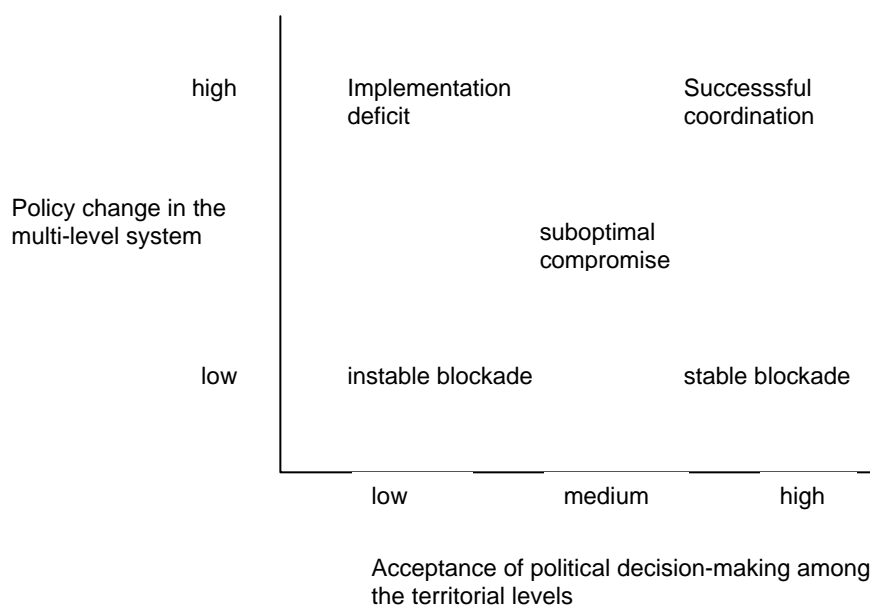 high
Implementation
deficit
Successsful
coordination
Policy change in the
multi-level system
suboptimal
compromise
low
instable blockade
stable blockade
low
medium
high
Acceptance of political decision-making among
the territorial levels